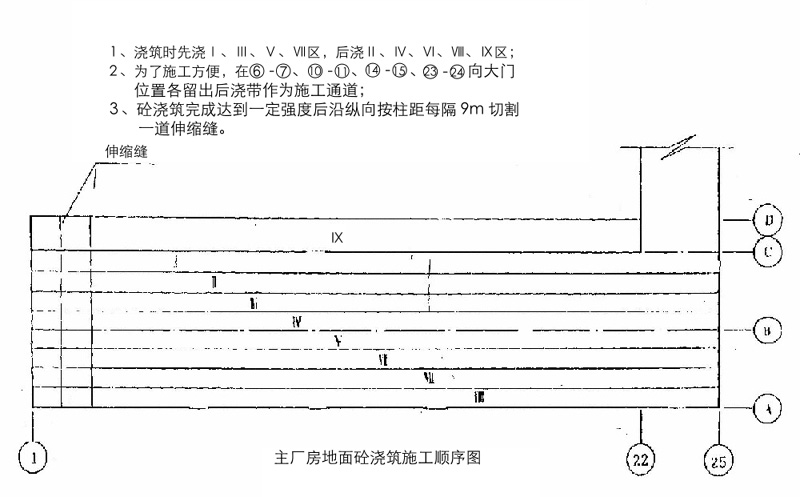 1、浇筑时先浇Ⅰ、Ⅲ、Ⅴ、Ⅶ区，后浇Ⅱ、Ⅳ、Ⅵ、Ⅷ、Ⅸ区；
2、为了施工方便，在⑥-⑦、⑩-⑪、⑭-⑮、㉓-㉔向大门
位置各留出后浇带作为施工通道；
3、砼浇筑完成达到一定强度后沿纵向按柱距每隔9m切割
一道伸缩缝。
伸缩缝
D
Ⅸ
C
Ⅱ
Ⅲ
Ⅳ
B
Ⅴ
Ⅵ
Ⅶ
Ⅷ
A
1
主厂房地面砼浇筑施工顺序图
22
25